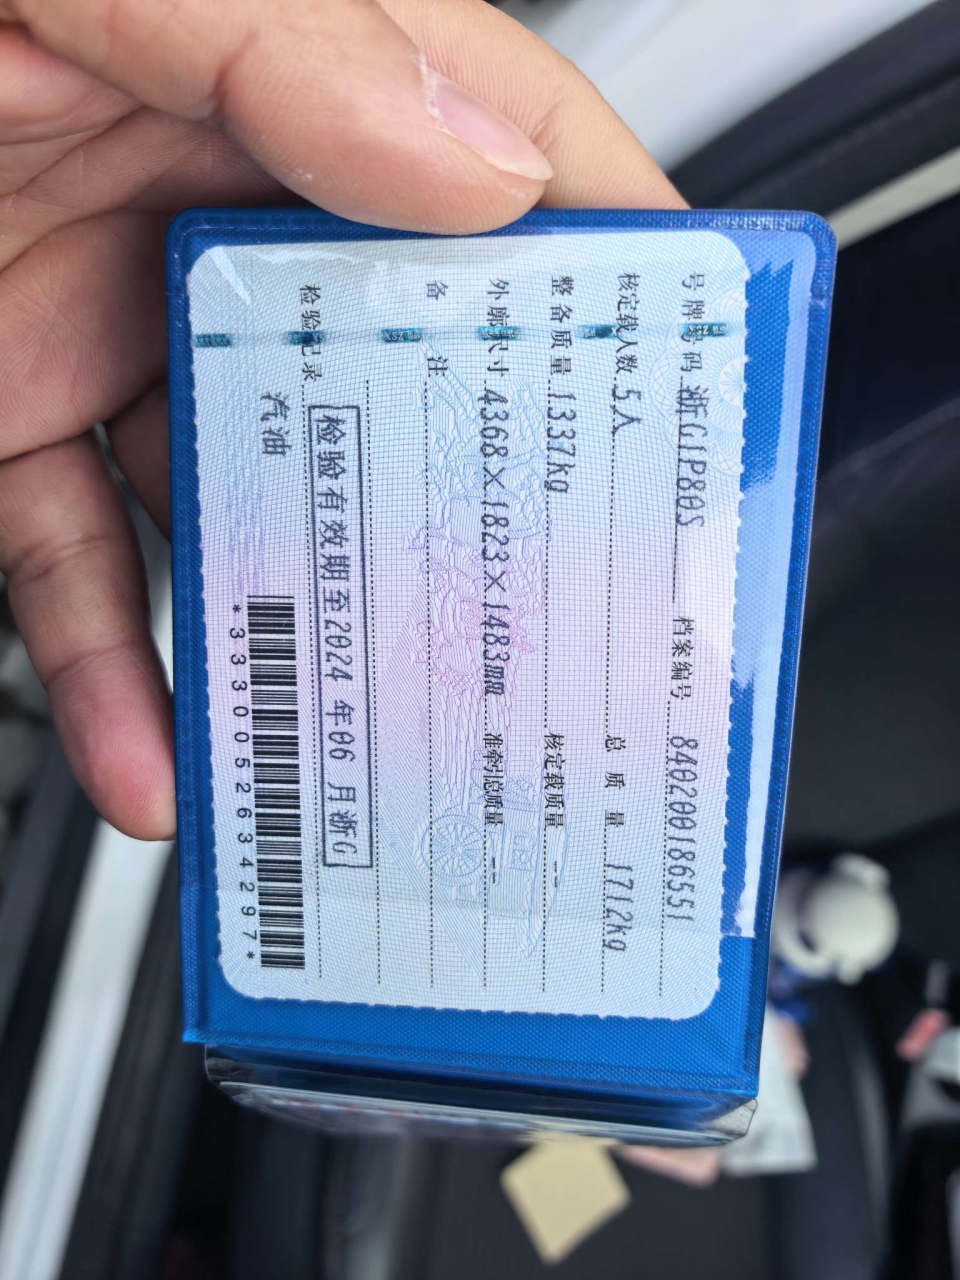 号牌号码 浙G1P80S 档案编号 840200186551
核定载人数 5人 总质量 1712kg
整备质量 1337kg 核定载质量 --
外廓尺寸 4368×1823×1483mm 准牵引总质量 --
备注
检验记录 检验有效期至2024年06月浙G
汽油
*3330052634297*